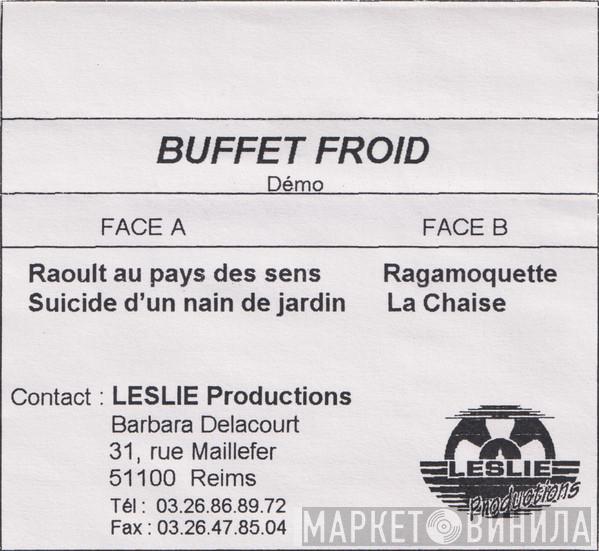 BUFFET FROID
Démo
FACE A FACE B
Raoult au pays des sens Ragamoquette
Suicide d'un nain de jardin La Chaise
Contact : LESLIE Productions
Barbara Delacourt
31, rue Maillefer
51100 Reims
Tél : 03.26.86.89.72
Fax : 03.26.47.85.04
LESLIE
Productions
МАРКЕТ ВИНИЛА